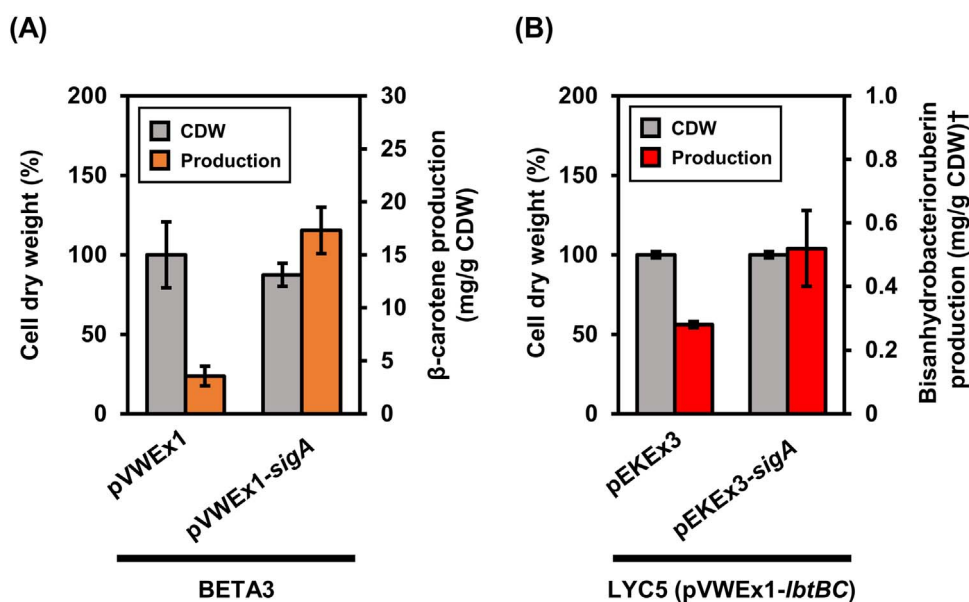 (A)
200
150
100
50
0
Cell dry weight (%)
CDW
Production
30
25
20
15
10
5
0
β-carotene production
(mg/g CDW)
pVWEx1
pVWEx1-sigA
BETA3
(B)
200
150
100
50
0
Cell dry weight (%)
CDW
Production
1.0
0.8
0.6
0.4
0.2
0
Bisanhydrobacterioruberin
production (mg/g CDW)†
pEKEx3
pEKEx3-sigA
LYC5 (pVWEx1-lbtBC)